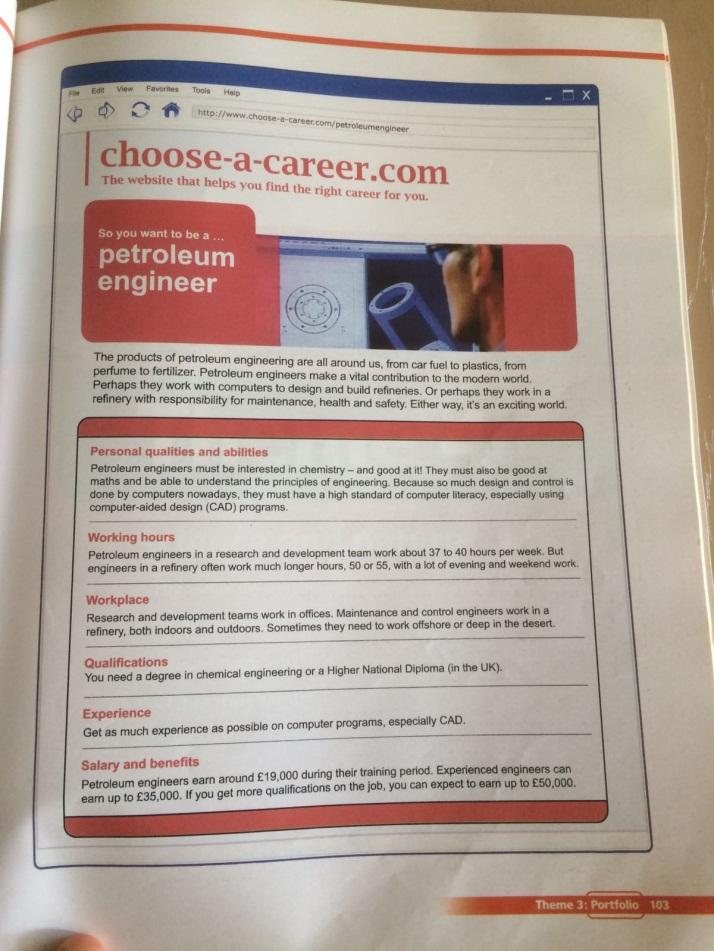 File Edit View Favorites Tools Help
http://www.choose-a-career.com/petroleumengineer
choose-a-career.com
The website that helps you find the right career for you.
So you want to be a ...
petroleum
engineer
The products of petroleum engineering are all around us, from car fuel to plastics, from
perfume to fertilizer. Petroleum engineers make a vital contribution to the modern world.
Perhaps they work with computers to design and build refineries. Or perhaps they work in a
refinery with responsibility for maintenance, health and safety. Either way, it's an exciting world.
Personal qualities and abilities
Petroleum engineers must be interested in chemistry – and good at it! They must also be good at
maths and be able to understand the principles of engineering. Because so much design and control is
done by computers nowadays, they must have a high standard of computer literacy, especially using
computer-aided design (CAD) programs.
Working hours
Petroleum engineers in a research and development team work about 37 to 40 hours per week. But
engineers in a refinery often work much longer hours, 50 or 55, with a lot of evening and weekend work.
Workplace
Research and development teams work in offices. Maintenance and control engineers work in a
refinery, both indoors and outdoors. Sometimes they need to work offshore or deep in the desert.
Qualifications
You need a degree in chemical engineering or a Higher National Diploma (in the UK).
Experience
Get as much experience as possible on computer programs, especially CAD.
Salary and benefits
Petroleum engineers earn around £19,000 during their training period. Experienced engineers can
earn up to £35,000. If you get more qualifications on the job, you can expect to earn up to £50,000.
Theme 3: Portfolio 103